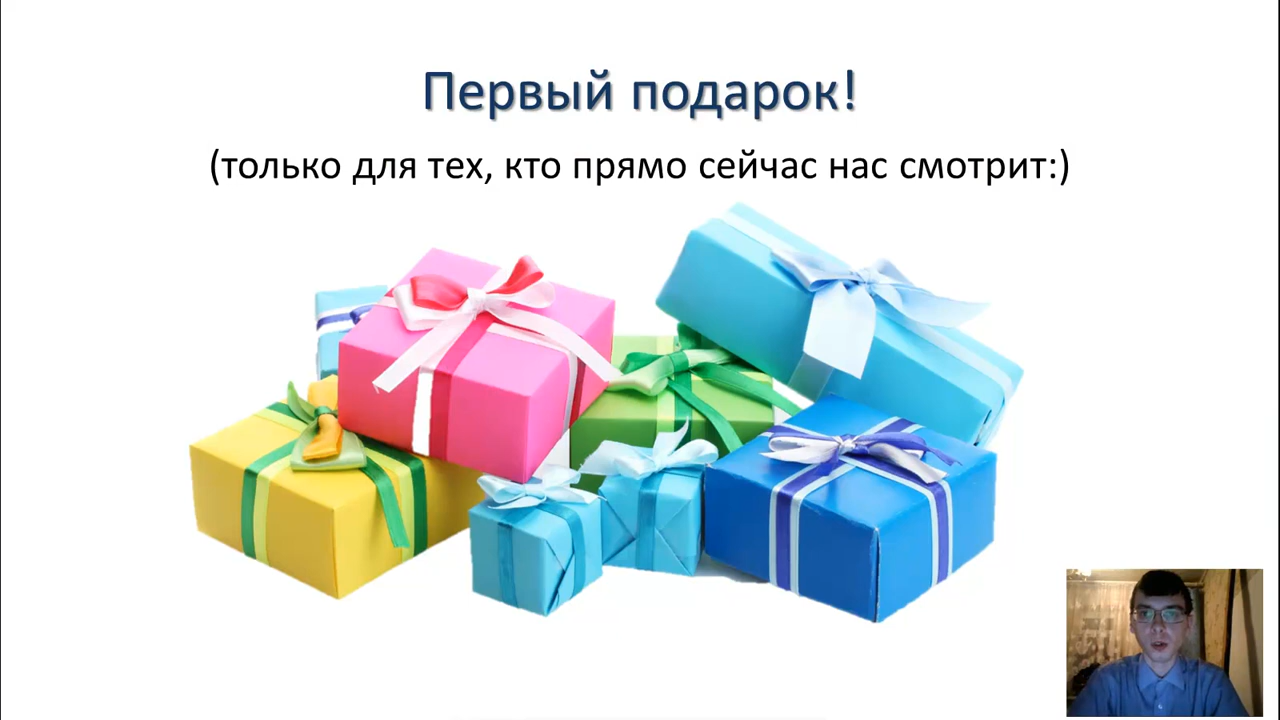 Первый подарок!
(только для тех, кто прямо сейчас нас смотрит:)